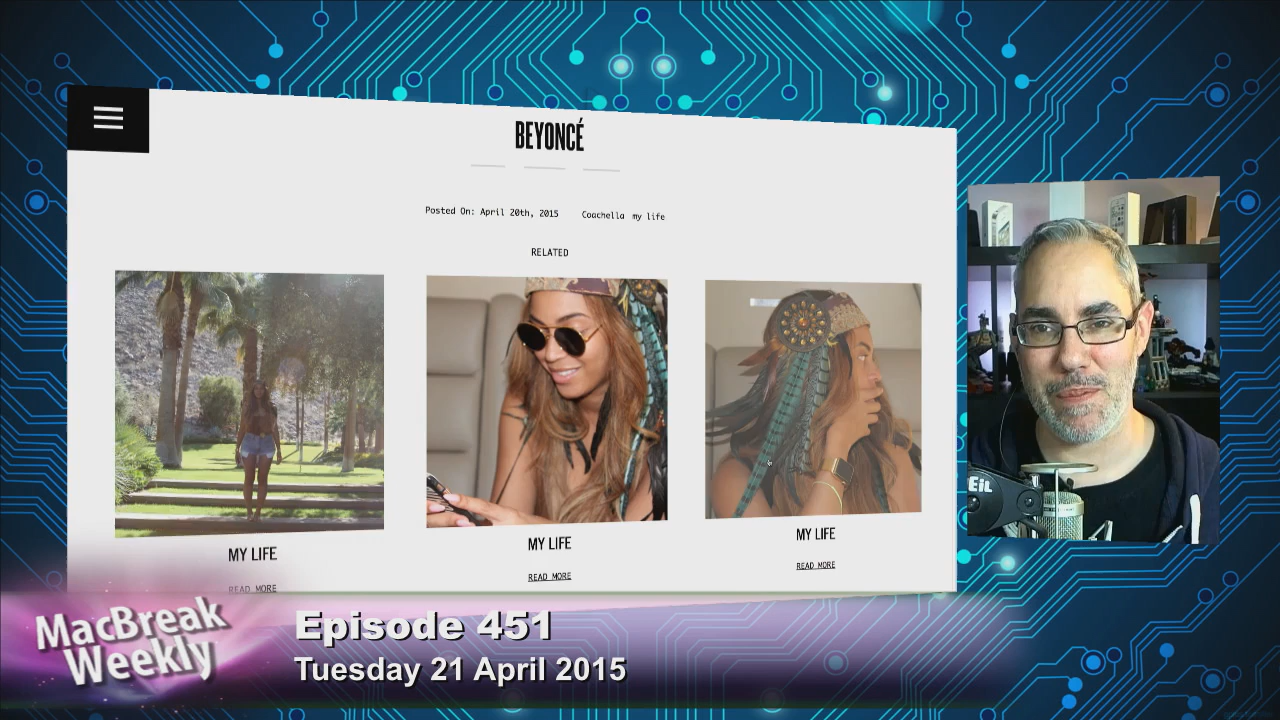 BEYONCÉ
Posted On: April 20th, 2015 Coachella my life
RELATED
MY LIFE
READ MORE
MY LIFE
READ MORE
MY LIFE
READ MORE
EiL
MacBreak
Weekly
Episode 451
Tuesday 21 April 2015